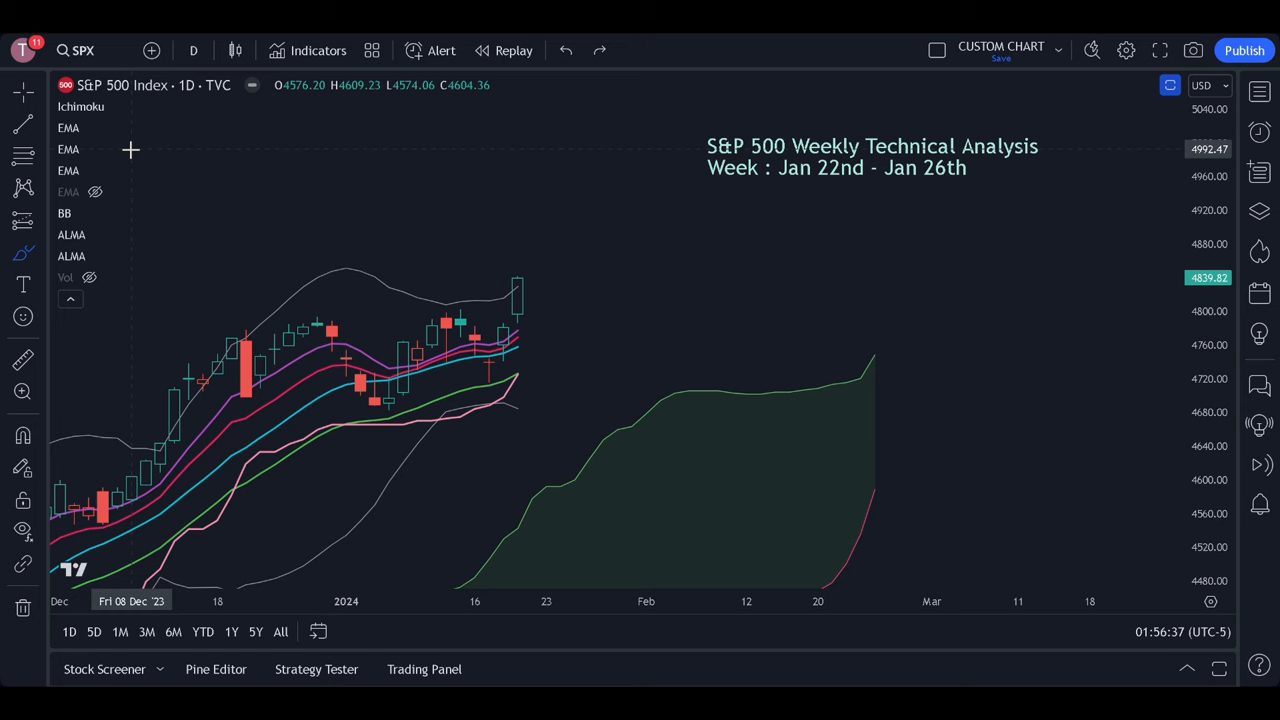 T 11 SPX D Indicators Alert Replay CUSTOM CHART Save Publish
500 S&P 500 Index · 1D · TVC O4576.20 H4609.23 L4574.06 C4604.36 USD
Ichimoku
EMA
EMA
EMA
EMA
BB
ALMA
ALMA
Vol
S&P 500 Weekly Technical Analysis
Week : Jan 22nd - Jan 26th
5040.00
4992.47
4960.00
4920.00
4880.00
4839.82
4800.00
4760.00
4720.00
4680.00
4640.00
4600.00
4560.00
4520.00
4480.00
Dec Fri 08 Dec '23 18 2024 16 23 Feb 12 20 Mar 11 18
1D 5D 1M 3M 6M YTD 1Y 5Y All 01:56:37 (UTC-5)
Stock Screener Pine Editor Strategy Tester Trading Panel